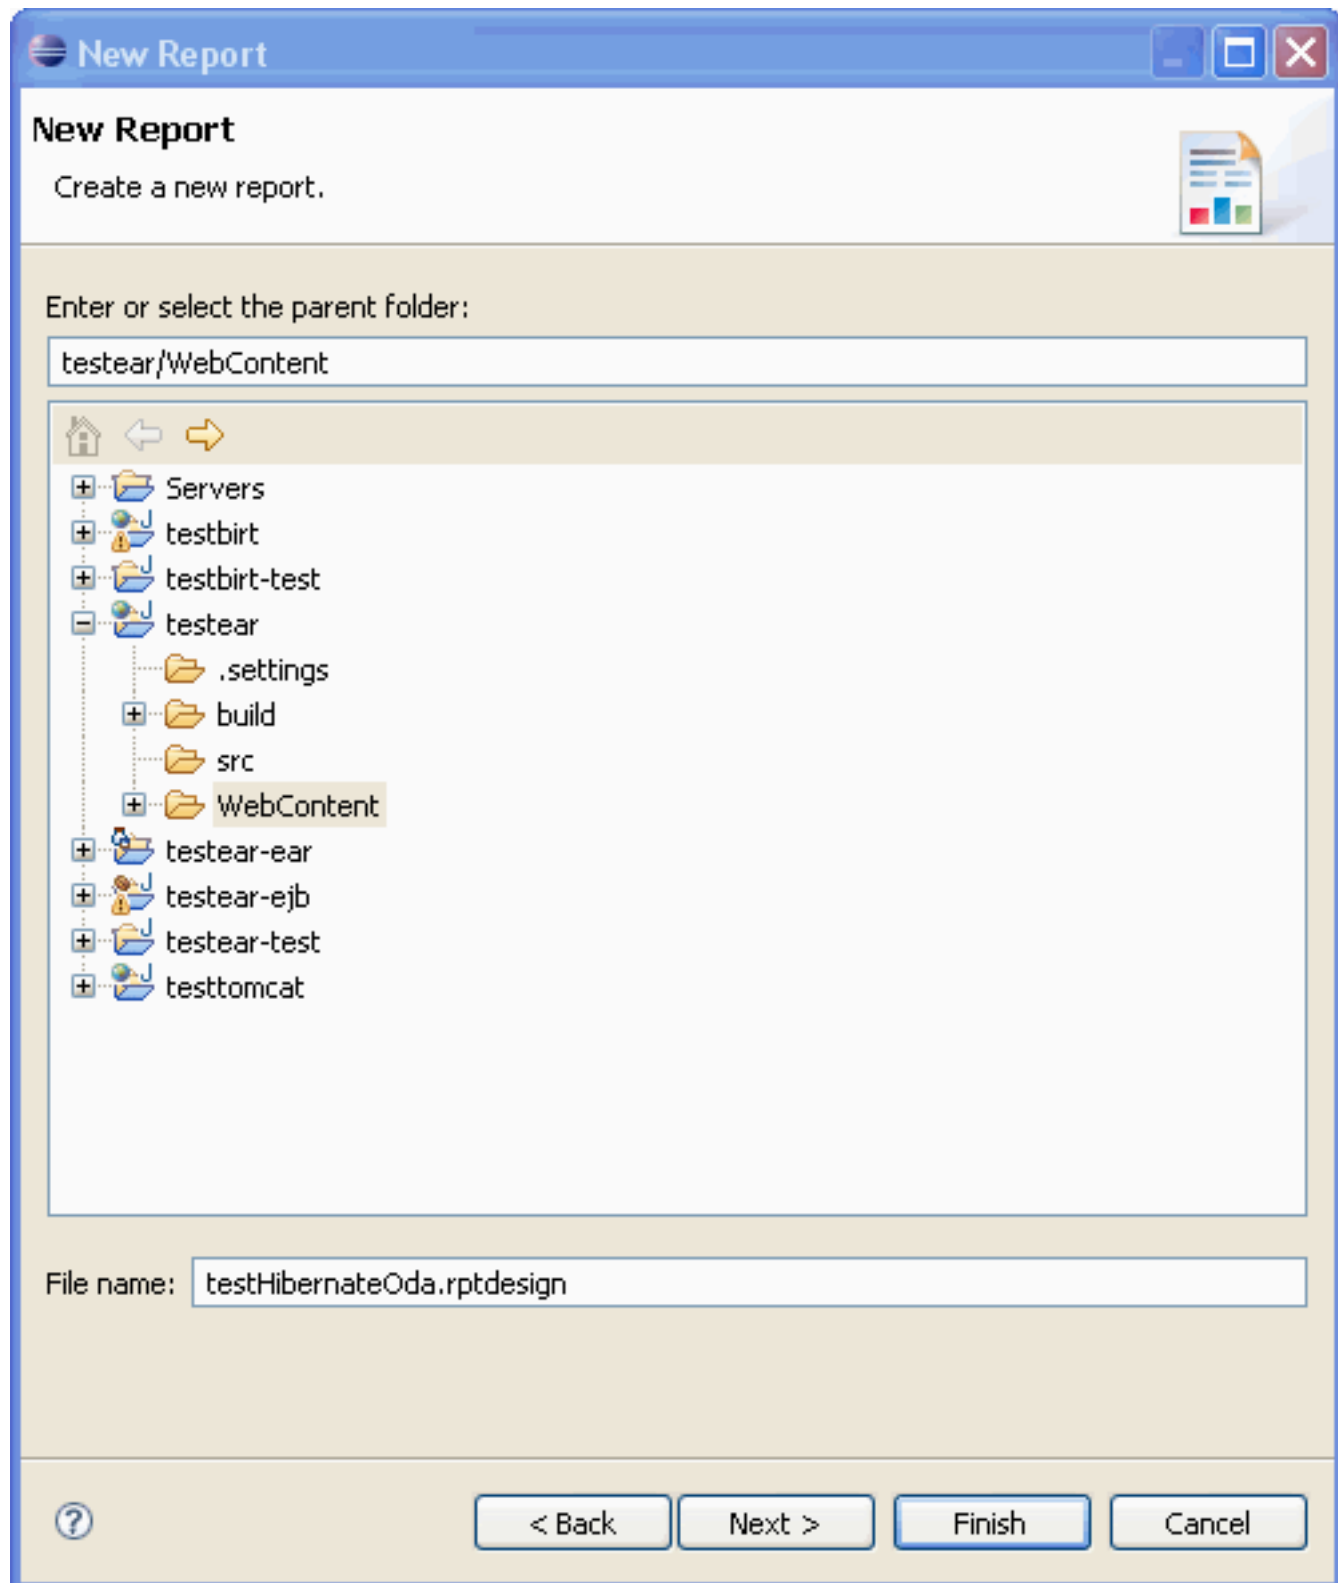 New Report
New Report
Create a new report.
Enter or select the parent folder:
testear/WebContent
Servers
testbirt
testbirt-test
testear
.settings
build
src
WebContent
testear-ear
testear-ejb
testear-test
testtomcat
File name: testHibernateOda.rptdesign
< Back Next > Finish Cancel